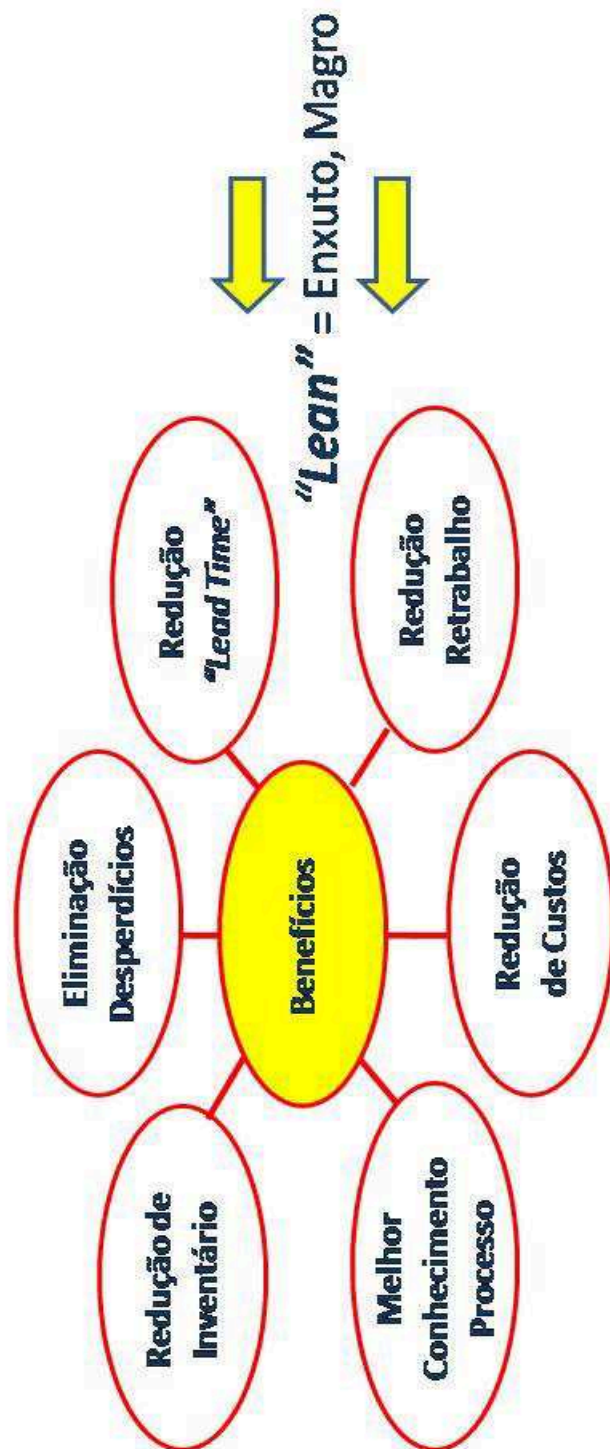 Eliminação
Desperdícios
Redução de
Inventário
Redução
"Lead Time"
Benefícios
Melhor
Conhecimento
Processo
Redução
Retrabalho
Redução
de Custos
"Lean" = Enxuto, Magro